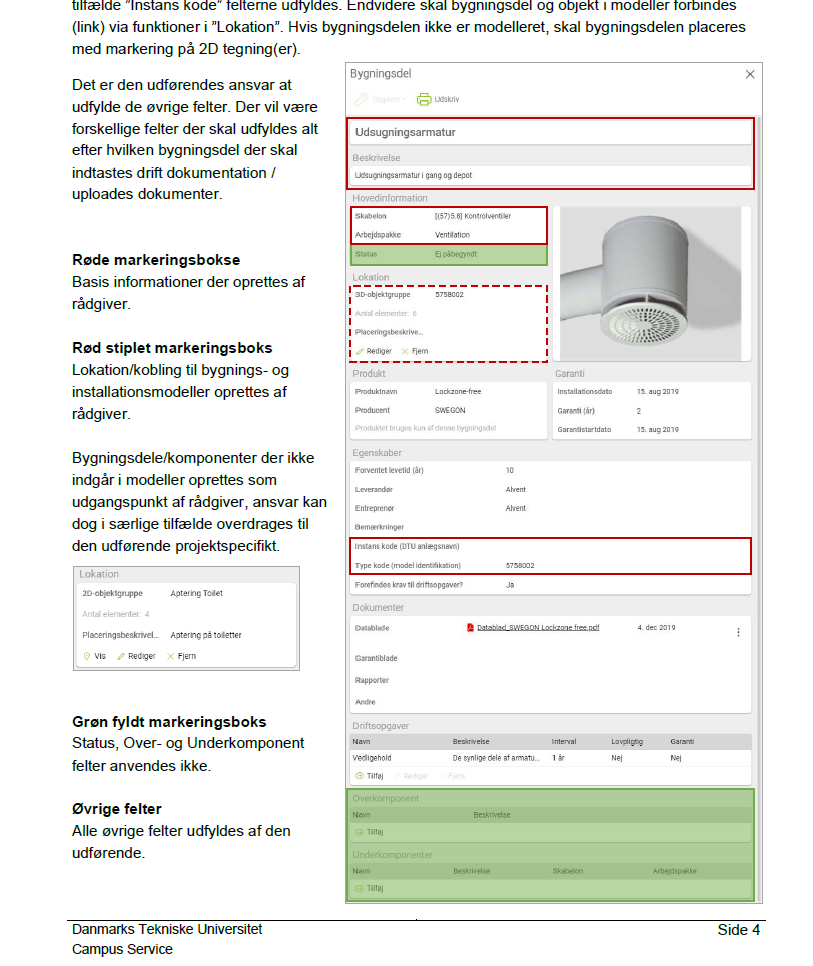 tilfælde ”Instans kode” felterne udfyldes. Endvidere skal bygningsdel og objekt i modeller forbindes
(link) via funktioner i ”Lokation”. Hvis bygningsdelen ikke er modelleret, skal bygningsdelen placeres
med markering på 2D tegning(er).
Det er den udførendes ansvar at
udfylde de øvrige felter. Der vil være
forskellige felter der skal udfyldes alt
efter hvilken bygningsdel der skal
indtastes drift dokumentation /
uploades dokumenter.
Røde markeringsbokse
Basis informationer der oprettes af
rådgiver.
Rød stiplet markeringsboks
Lokation/kobling til bygnings- og
installationsmodeller oprettes af
rådgiver.
Bygningsdele/komponenter der ikke
indgår i modeller oprettes som
udgangspunkt af rådgiver, ansvar kan
dog i særlige tilfælde overdrages til
den udførende projektspecifikt.
Lokation
2D-objektgruppe Aptering Toilet
Antal elementer: 4
Placeringsbeskrivel... Aptering på toiletter
Vis Rediger Fjern
Grøn fyldt markeringsboks
Status, Over- og Underkomponent
felter anvendes ikke.
Øvrige felter
Alle øvrige felter udfyldes af den
udførende.
Bygningsdel
Opgaver Udskriv
Udsugningsarmatur
Beskrivelse
Udsugningsarmatur i gang og depot
Hovedinformation
Skabelon [(57)5.8] Kontrolventiler
Arbejdspakke Ventilation
Status Ej påbegyndt
Lokation
3D-objektgruppe 5758002
Antal elementer: 6
Placeringsbeskrive...
Rediger Fjern
Produkt
Produktnavn Lockzone-free
Producent SWEGON
Produktet bruges kun af denne bygningsdel
Garanti
Installationsdato 15. aug 2019
Garanti (år) 2
Garantistartdato 15. aug 2019
Egenskaber
Forventet levetid (år) 10
Leverandør Alvent
Entreprenør Alvent
Bemærkninger
Instans kode (DTU anlægsnavn)
Type kode (model identifikation) 5758002
Forefindes krav til driftsopgaver? Ja
Dokumenter
Datablade Datablad_SWEGON Lockzone free.pdf 4. dec 2019
Garantiblade
Rapporter
Andre
Driftsopgaver
Navn Beskrivelse Interval Lovpligtig Garanti
Vedligehold De synlige dele af armatu... 1 år Nej Nej
Tilføj Rediger Fjern
Overkomponent
Navn Beskrivelse
Tilføj
Underkomponenter
Navn Beskrivelse Skabelon Arbejdspakke
Tilføj
Danmarks Tekniske Universitet Side 4
Campus Service